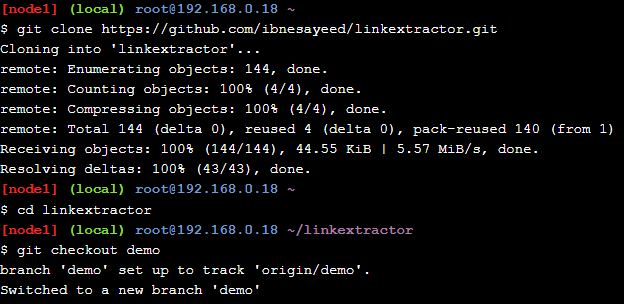 [node1] (local) root@192.168.0.18 ~
$ git clone https://github.com/ibnesayeed/linkextractor.git
Cloning into 'linkextractor'...
remote: Enumerating objects: 144, done.
remote: Counting objects: 100% (4/4), done.
remote: Compressing objects: 100% (4/4), done.
remote: Total 144 (delta 0), reused 4 (delta 0), pack-reused 140 (from 1)
Receiving objects: 100% (144/144), 44.55 KiB | 5.57 MiB/s, done.
Resolving deltas: 100% (43/43), done.
[node1] (local) root@192.168.0.18 ~
$ cd linkextractor
[node1] (local) root@192.168.0.18 ~/linkextractor
$ git checkout demo
branch 'demo' set up to track 'origin/demo'.
Switched to a new branch 'demo'